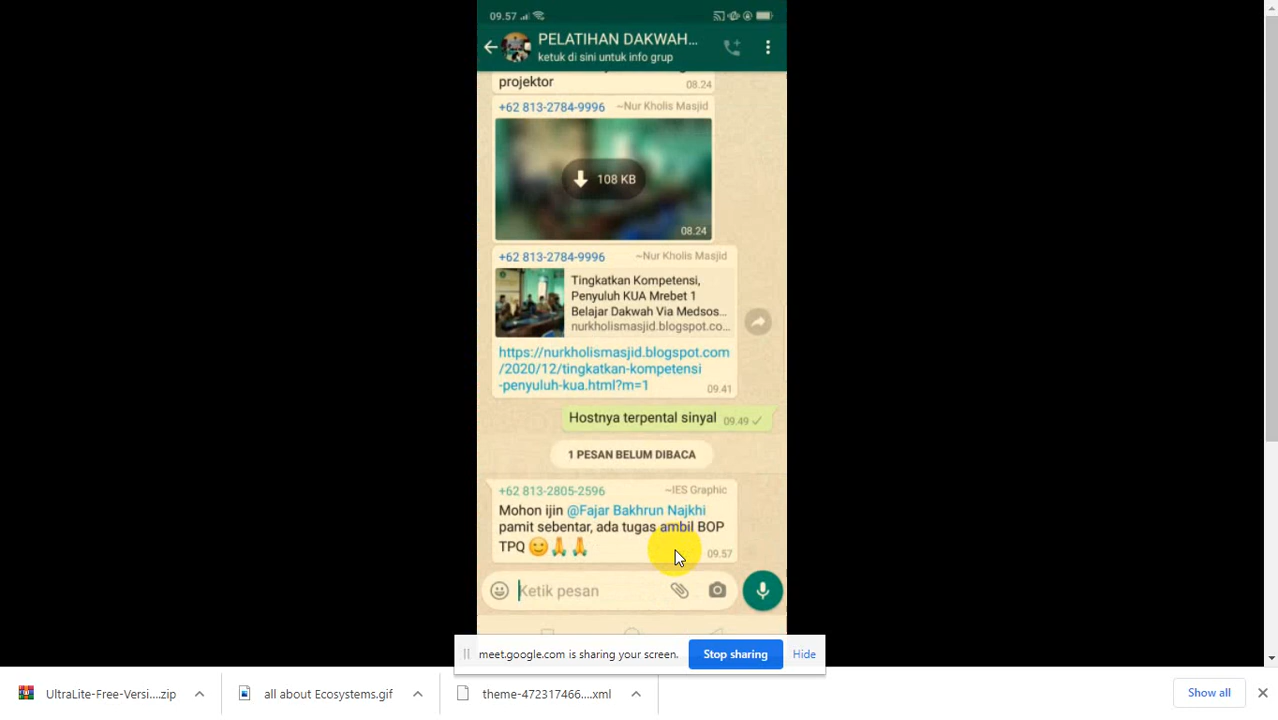 09.57
PELATIHAN DAKWAH...
ketuk di sini untuk info grup
projektor
08.24
+62 813-2784-9996 ~Nur Kholis Masjid
108 KB
08.24
+62 813-2784-9996 ~Nur Kholis Masjid
Tingkatkan Kompetensi,
Penyuluh KUA Mrebet 1
Belajar Dakwah Via Medsos...
nurkholismasjid.blogspot.co...
https://nurkholismasjid.blogspot.com
/2020/12/tingkatkan-kompetensi
-penyuluh-kua.html?m=1
09.41
Hostnya terpental sinyal 09.49
1 PESAN BELUM DIBACA
+62 813-2805-2596 ~IES Graphic
Mohon ijin @Fajar Bakhrun Najkhi
pamit sebentar, ada tugas ambil BOP
TPQ 😊🙏🙏
09.57
Ketik pesan
meet.google.com is sharing your screen. Stop sharing Hide
UltraLite-Free-Versi....zip all about Ecosystems.gif theme-472317466....xml Show all